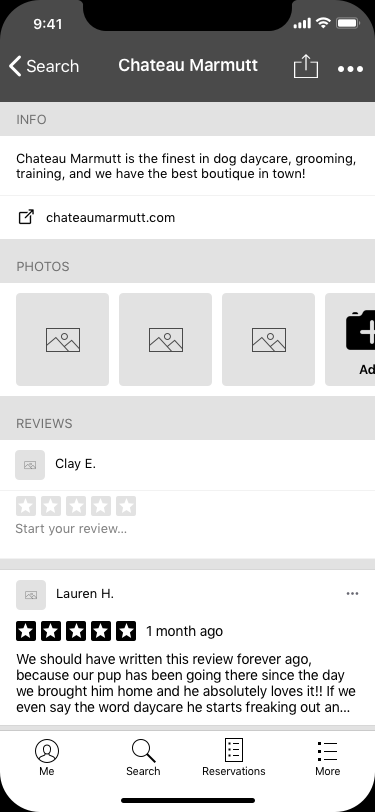 9:41
Search
Chateau Marmutt
INFO
Chateau Marmutt is the finest in dog daycare, grooming,
training, and we have the best boutique in town!
chateaumarmutt.com
PHOTOS
Ad
REVIEWS
Clay E.
Start your review...
Lauren H.
1 month ago
We should have written this review forever ago,
because our pup has been going there since the day
we brought him home and he absolutely loves it!! If we
even say the word daycare he starts freaking out an...
Me
Search
Reservations
More